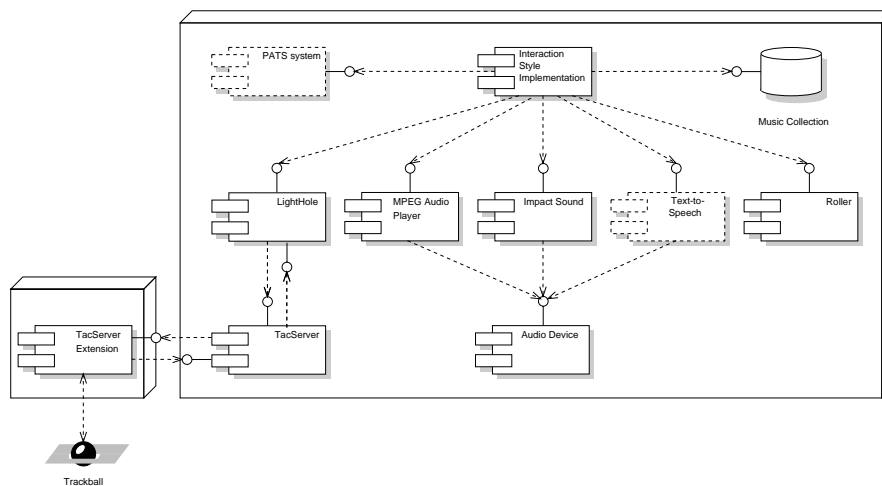 PATS system
Interaction
Style
Implementation
Music Collection
LightHole
MPEG Audio
Player
Impact Sound
Text-to-
Speech
Roller
TacServer
Extension
TacServer
Audio Device
Trackball